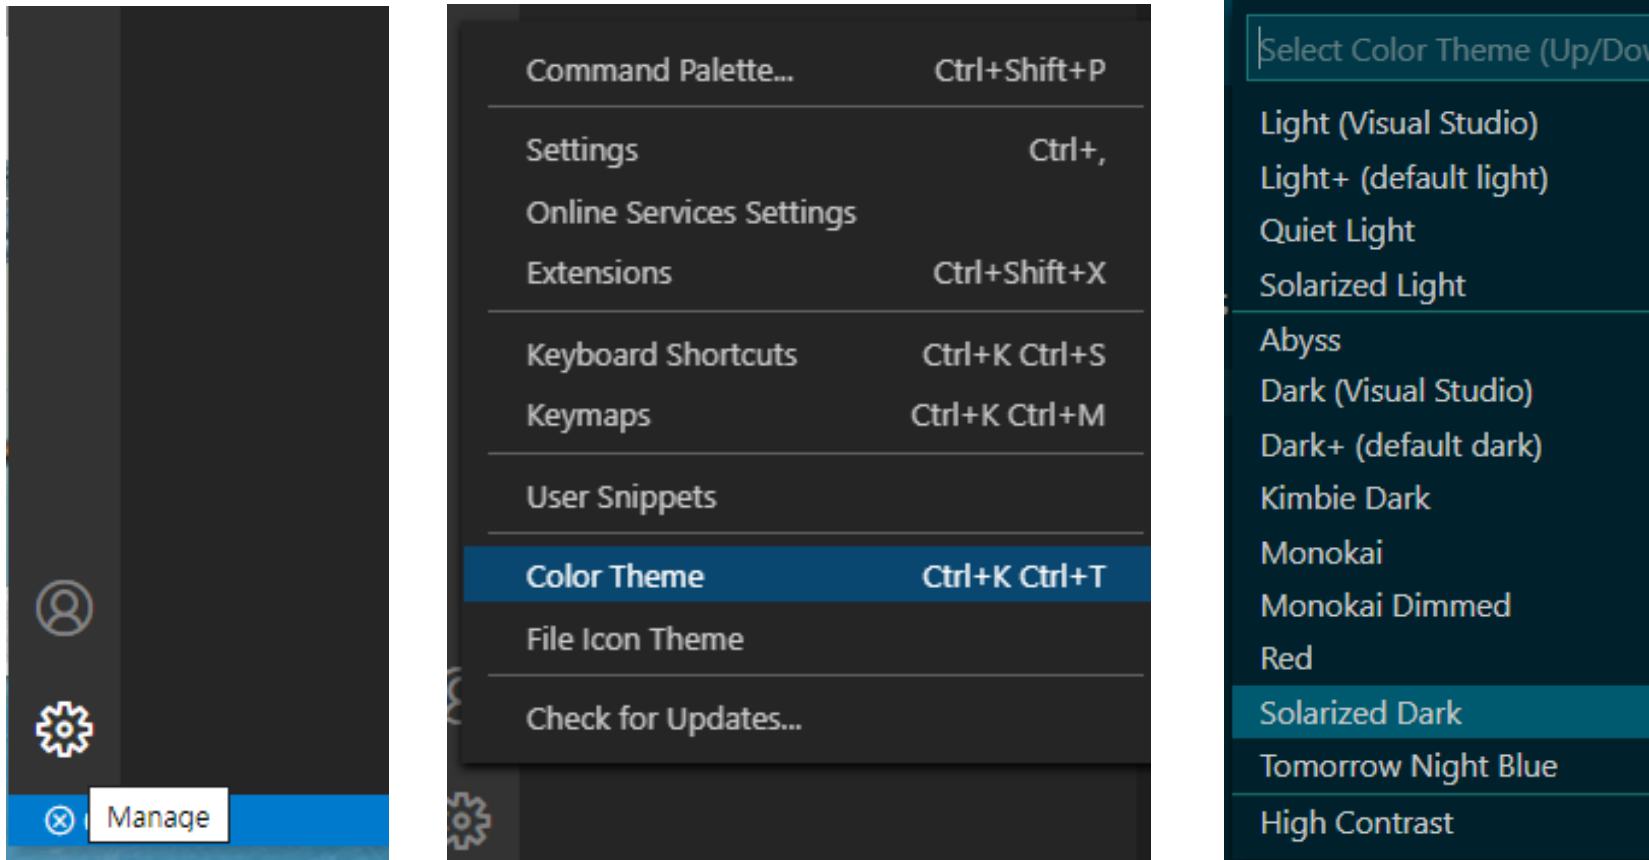 Manage
Command Palette... Ctrl+Shift+P
Settings Ctrl+,
Online Services Settings
Extensions Ctrl+Shift+X
Keyboard Shortcuts Ctrl+K Ctrl+S
Keymaps Ctrl+K Ctrl+M
User Snippets
Color Theme Ctrl+K Ctrl+T
File Icon Theme
Check for Updates...
Select Color Theme (Up/Dow
Light (Visual Studio)
Light+ (default light)
Quiet Light
Solarized Light
Abyss
Dark (Visual Studio)
Dark+ (default dark)
Kimbie Dark
Monokai
Monokai Dimmed
Red
Solarized Dark
Tomorrow Night Blue
High Contrast